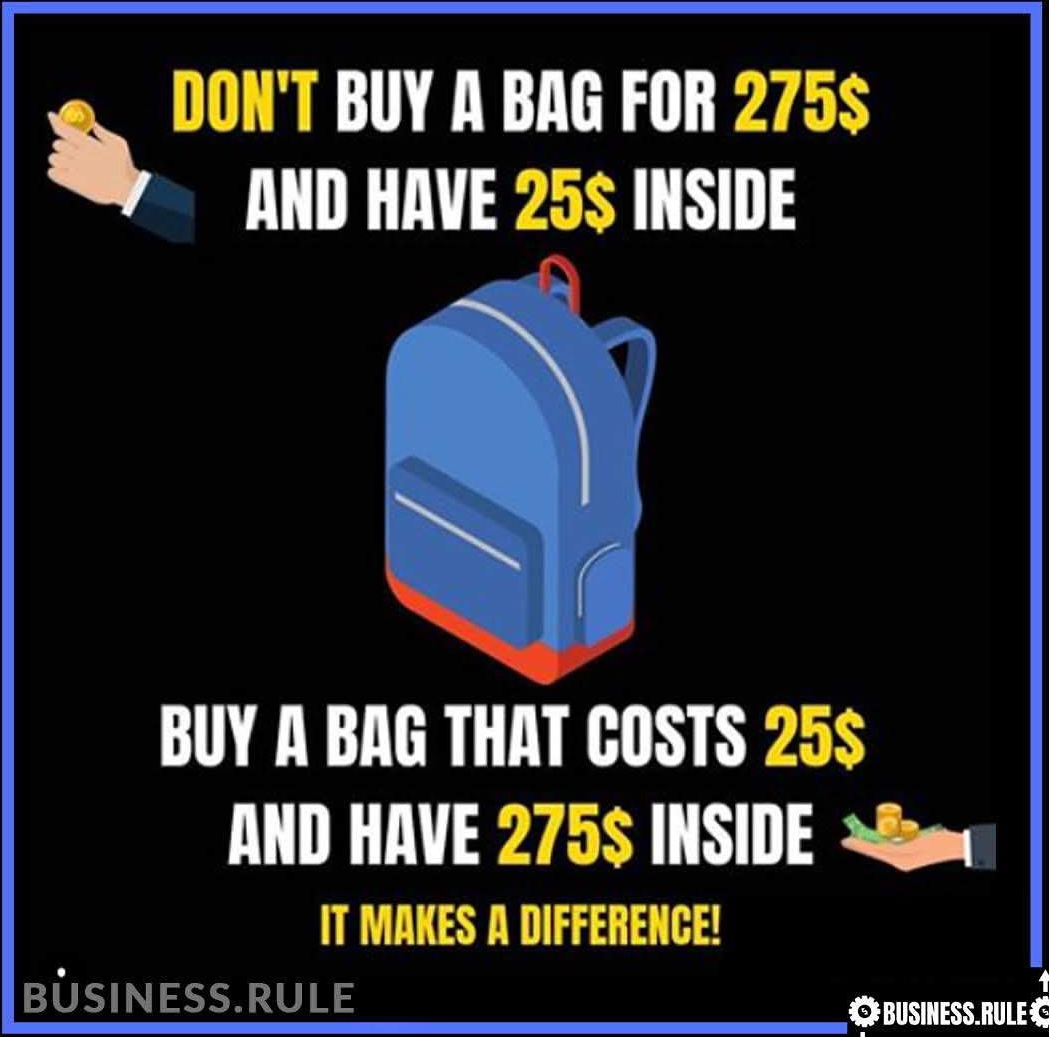 DON'T BUY A BAG FOR 275$
AND HAVE 25$ INSIDE
BUY A BAG THAT COSTS 25$
AND HAVE 275$ INSIDE
IT MAKES A DIFFERENCE!
BUSINESS.RULE
BUSINESS.RULE